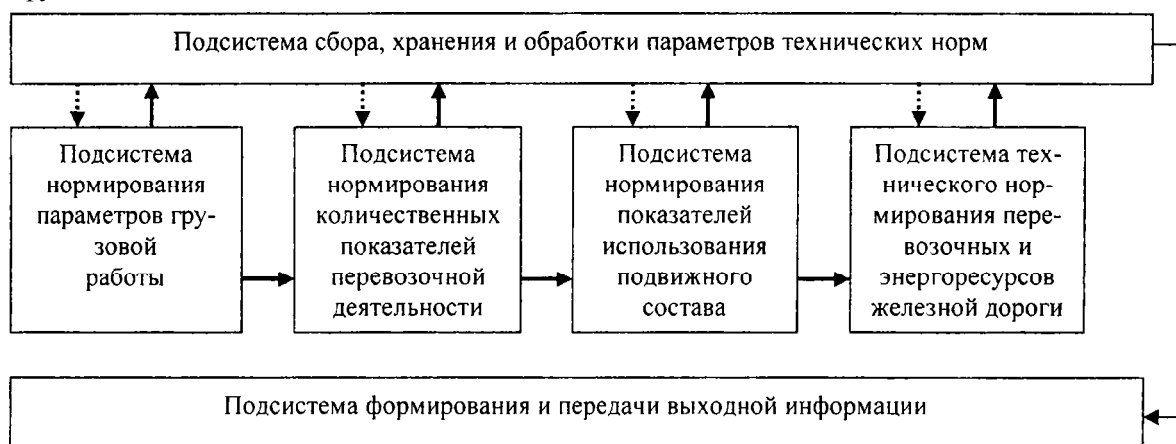 Подсистема сбора, хранения и обработки параметров технических норм
Подсистема
нормирования
параметров гру-
зовой
работы
Подсистема
нормирования
количественных
показателей
перевозочной
деятельности
Подсистема
нормирования
показателей
использования
подвижного
состава
Подсистема тех-
нического нор-
мирования пере-
возочных и
энергоресурсов
железной дороги
Подсистема формирования и передачи выходной информации